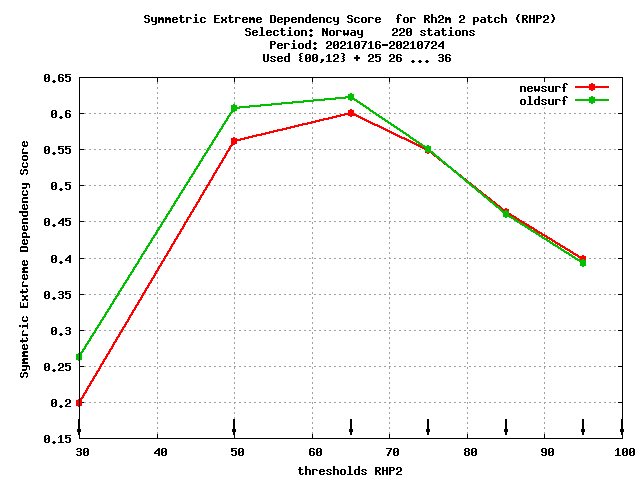 Symmetric Extreme Dependency Score  for Rh2m 2 patch (RHP2)
Selection: Norway    220 stations
Period: 20210716-20210724
Used {00,12} + 25 26 ... 36
newsurf
oldsurf
Symmetric Extreme Dependency Score
0.65
0.6
0.55
0.5
0.45
0.4
0.35
0.3
0.25
0.2
0.15
30 40 50 60 70 80 90 100
thresholds RHP2